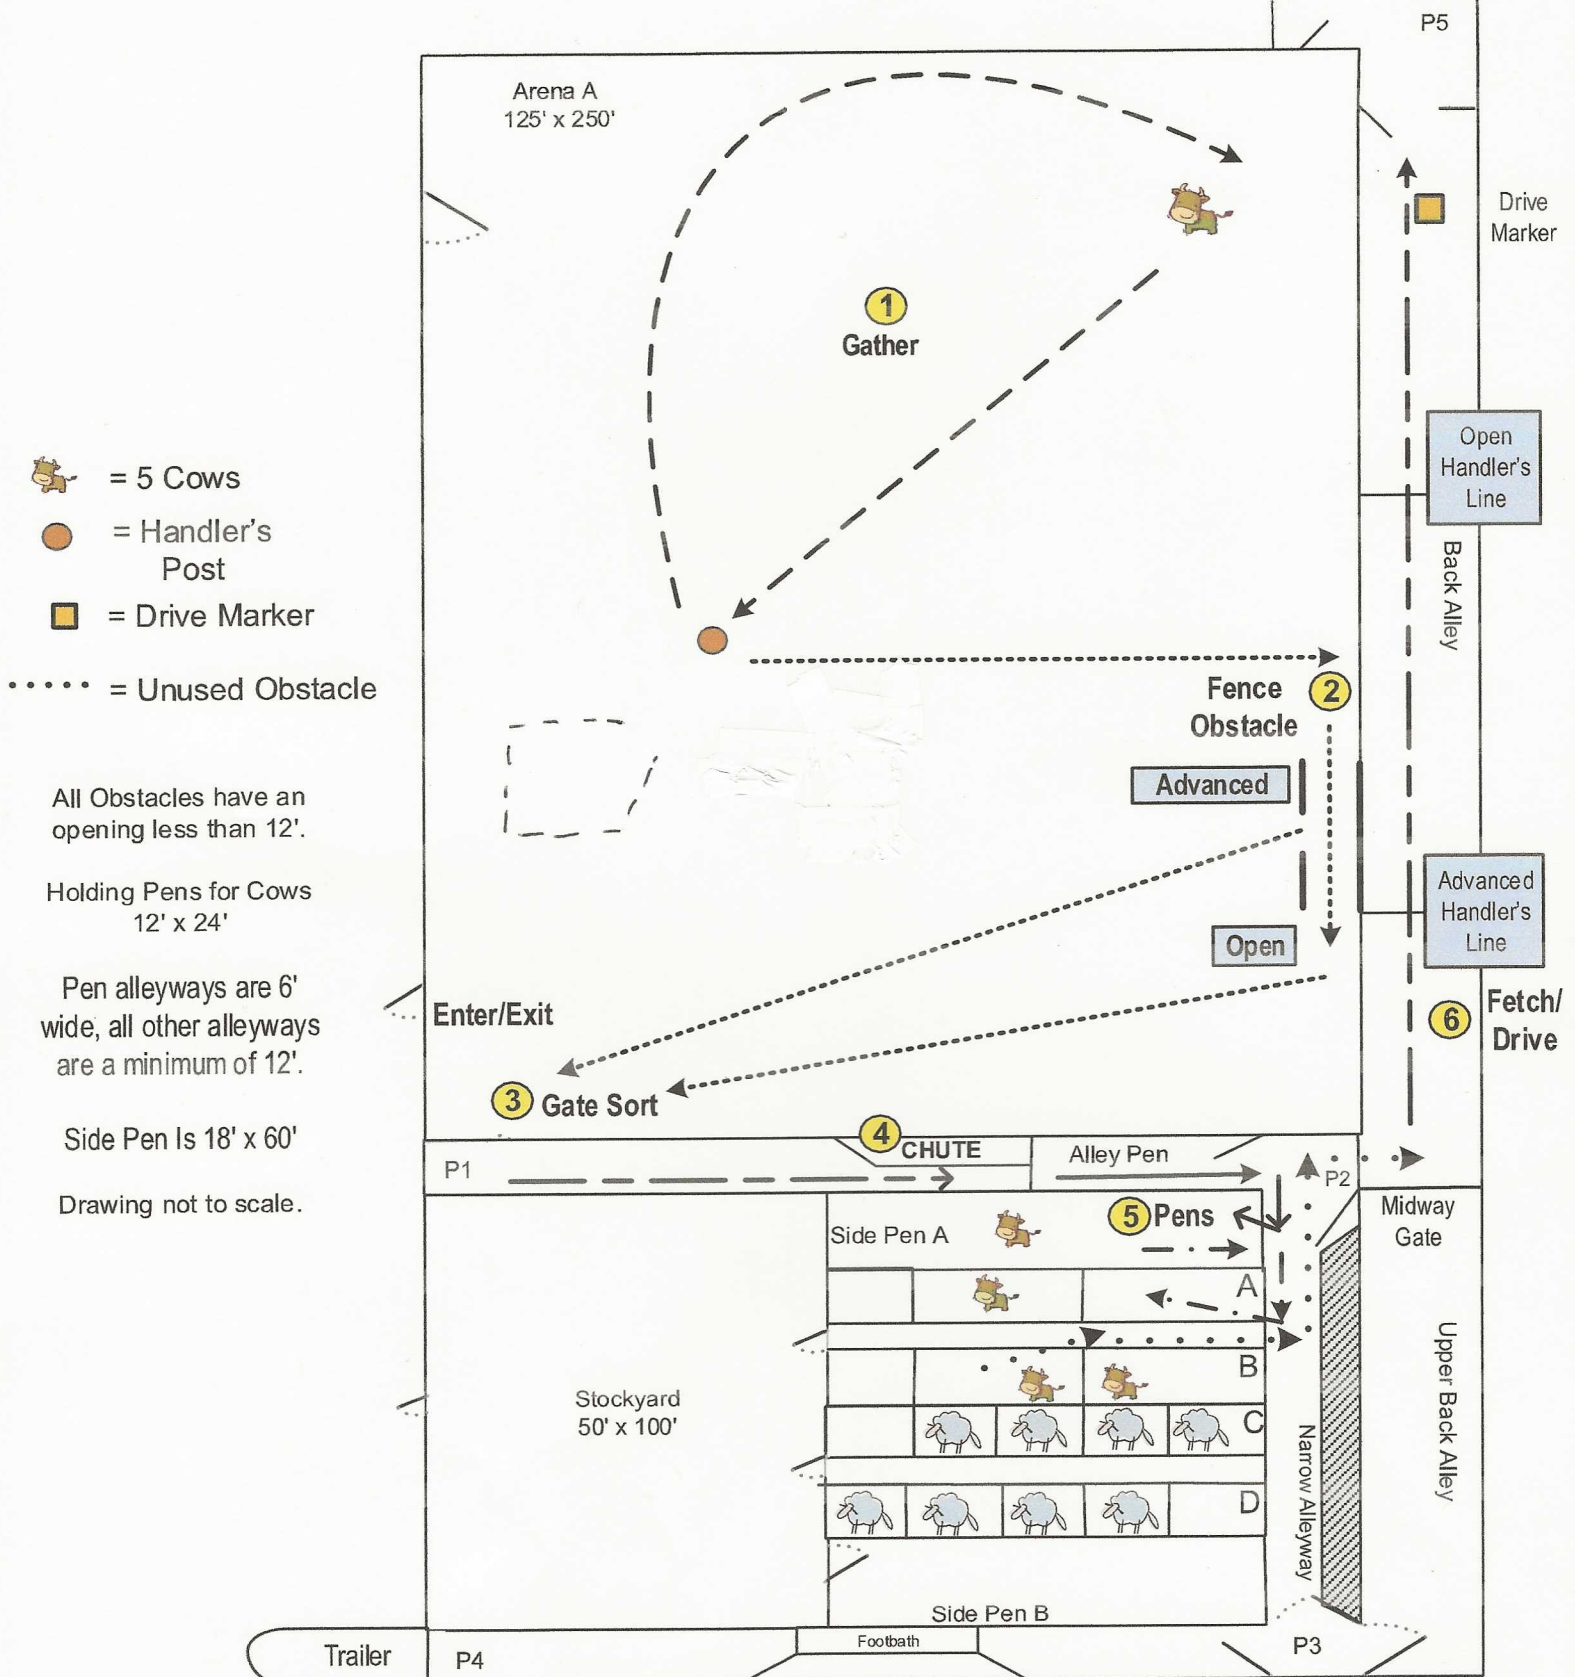 P5
Arena A
125' x 250'
Drive
Marker
1
Gather
Open
Handler's
Line
= 5 Cows
= Handler's
Post
= Drive Marker
= Unused Obstacle
Back Alley
Fence
Obstacle
2
Advanced
All Obstacles have an
opening less than 12'.
Holding Pens for Cows
12' x 24'
Advanced
Handler's
Line
Open
Pen alleyways are 6'
wide, all other alleyways
are a minimum of 12'.
Enter/Exit
6
Fetch/
Drive
3 Gate Sort
Side Pen Is 18' x 60'
4
CHUTE
P1
Alley Pen
P2
Drawing not to scale.
Midway
Gate
5 Pens
Side Pen A
A
B
C
D
Stockyard
50' x 100'
Upper Back Alley
Narrow Alleyway
Side Pen B
Footbath
Trailer
P4
P3